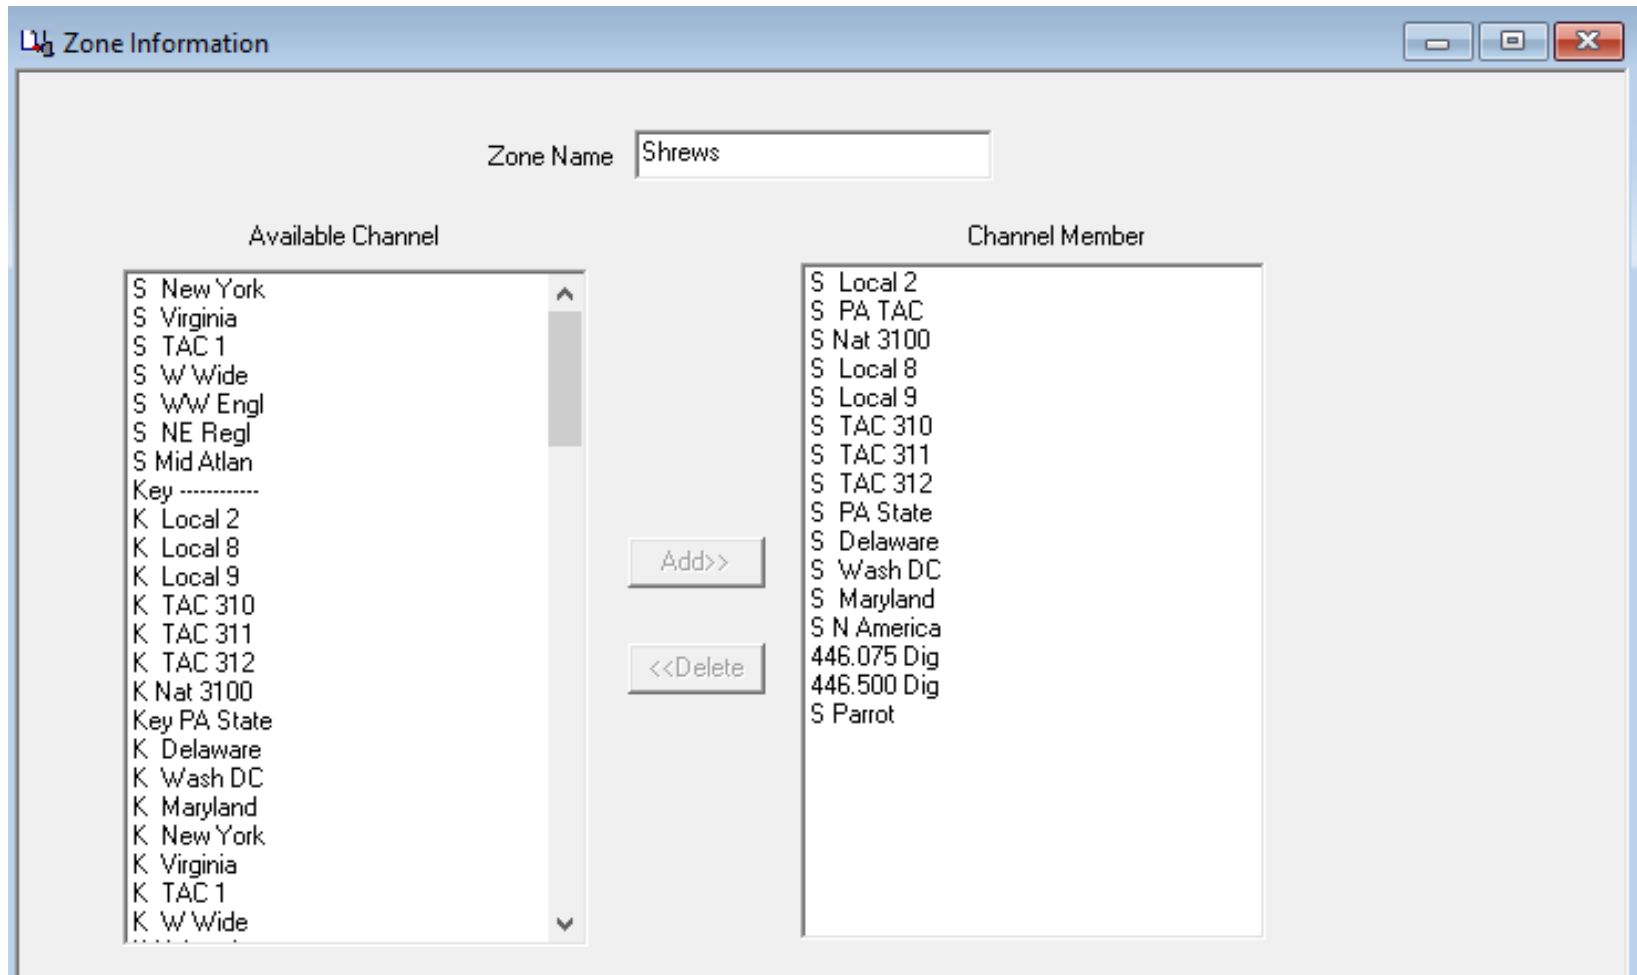 Zone Information
Zone Name Shrews
Available Channel
S New York
S Virginia
S TAC 1
S W Wide
S WW Engl
S NE Regl
S Mid Atlan
Key ------------
K Local 2
K Local 8
K Local 9
K TAC 310
K TAC 311
K TAC 312
K Nat 3100
Key PA State
K Delaware
K Wash DC
K Maryland
K New York
K Virginia
K TAC 1
K W Wide
Add>>
<<Delete
Channel Member
S Local 2
S PA TAC
S Nat 3100
S Local 8
S Local 9
S TAC 310
S TAC 311
S TAC 312
S PA State
S Delaware
S Wash DC
S Maryland
S N America
446.075 Dig
446.500 Dig
S Parrot